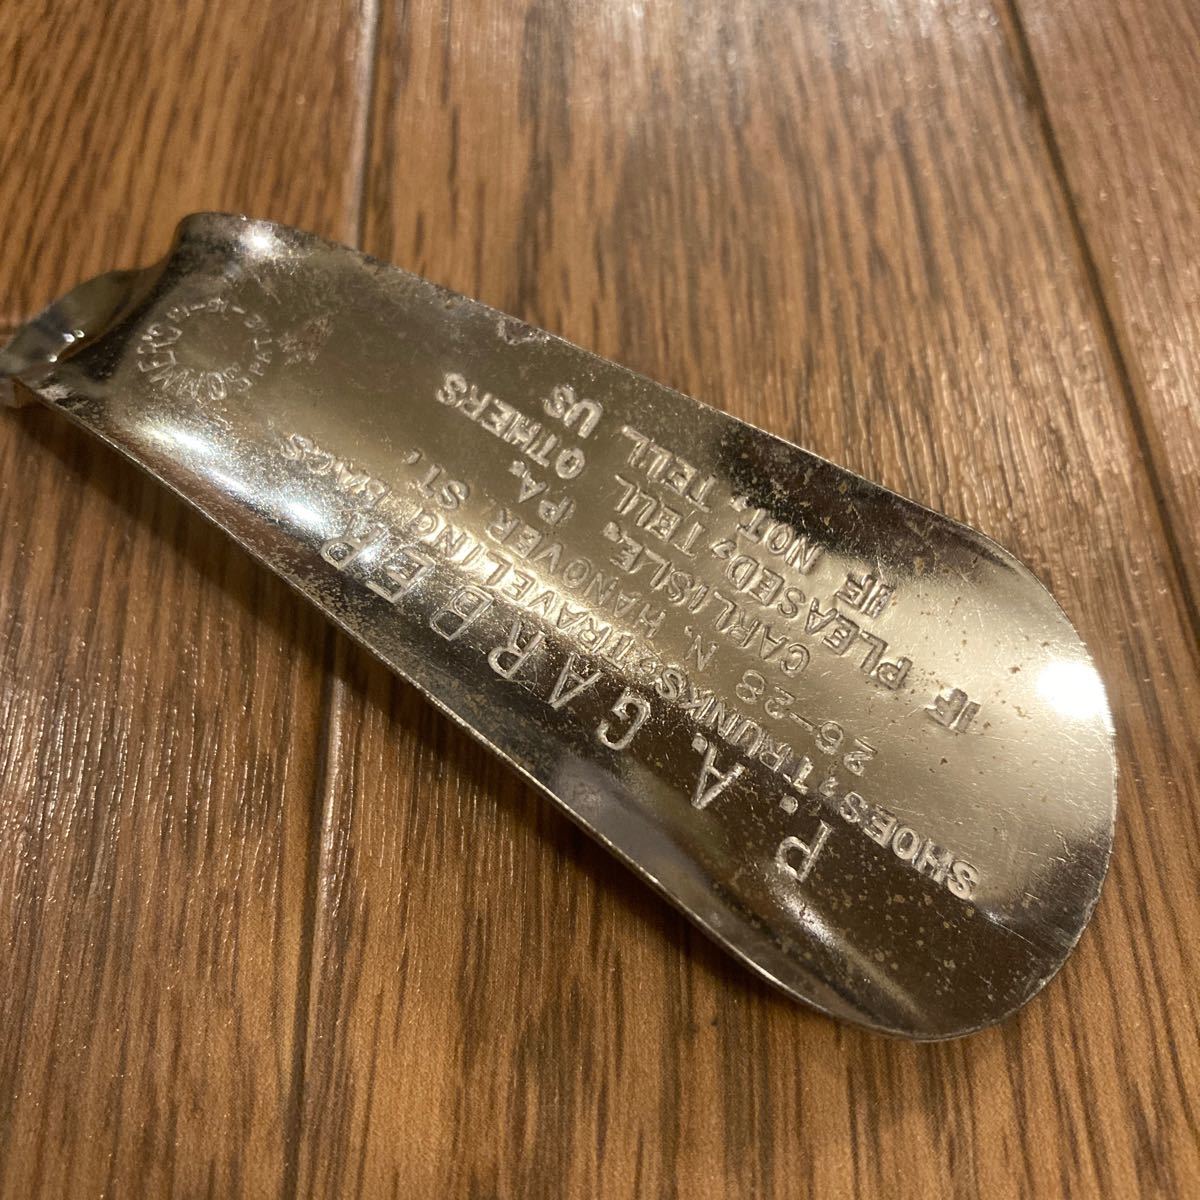 P. A. GARBER
SHOES, TRUNKS, TRAVELING BAGS
26-28 N. HANOVER ST.,
CARLISLE, PA.
IF PLEASED, TELL OTHERS
IF NOT, TELL US